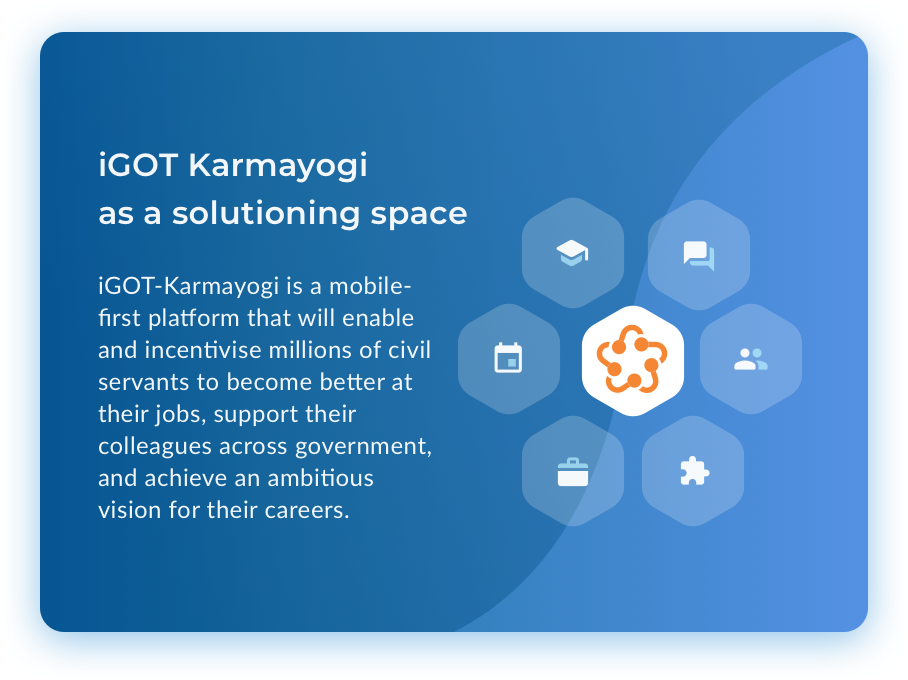 iGOT Karmayogi
as a solutioning space
iGOT-Karmayogi is a mobile-
first platform that will enable
and incentivise millions of civil
servants to become better at
their jobs, support their
colleagues across government,
and achieve an ambitious
vision for their careers.